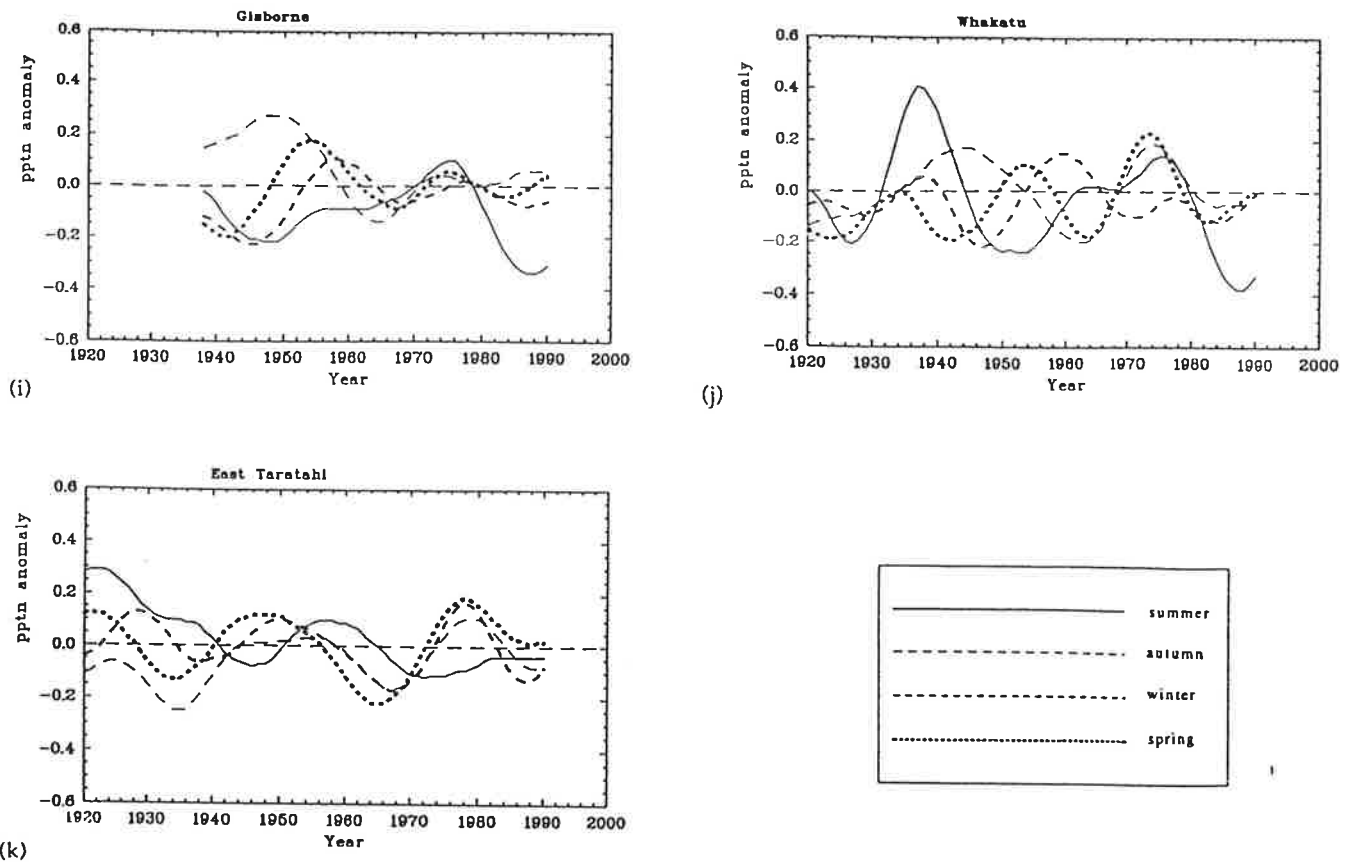 Gisborne
0.6
0.4
0.2
0.0
-0.2
-0.4
-0.6
pptn anomaly
1920 1930 1940 1950 1960 1970 1980 1990 2000
Year
(i)
Whakatu
0.6
0.4
0.2
0.0
-0.2
-0.4
-0.6
pptn anomaly
1920 1930 1940 1950 1960 1970 1980 1990 2000
Year
(j)
East Taratahi
0.6
0.4
0.2
0.0
-0.2
-0.4
-0.6
pptn anomaly
1920 1930 1940 1950 1960 1970 1980 1990 2000
Year
(k)
summer
autumn
winter
spring